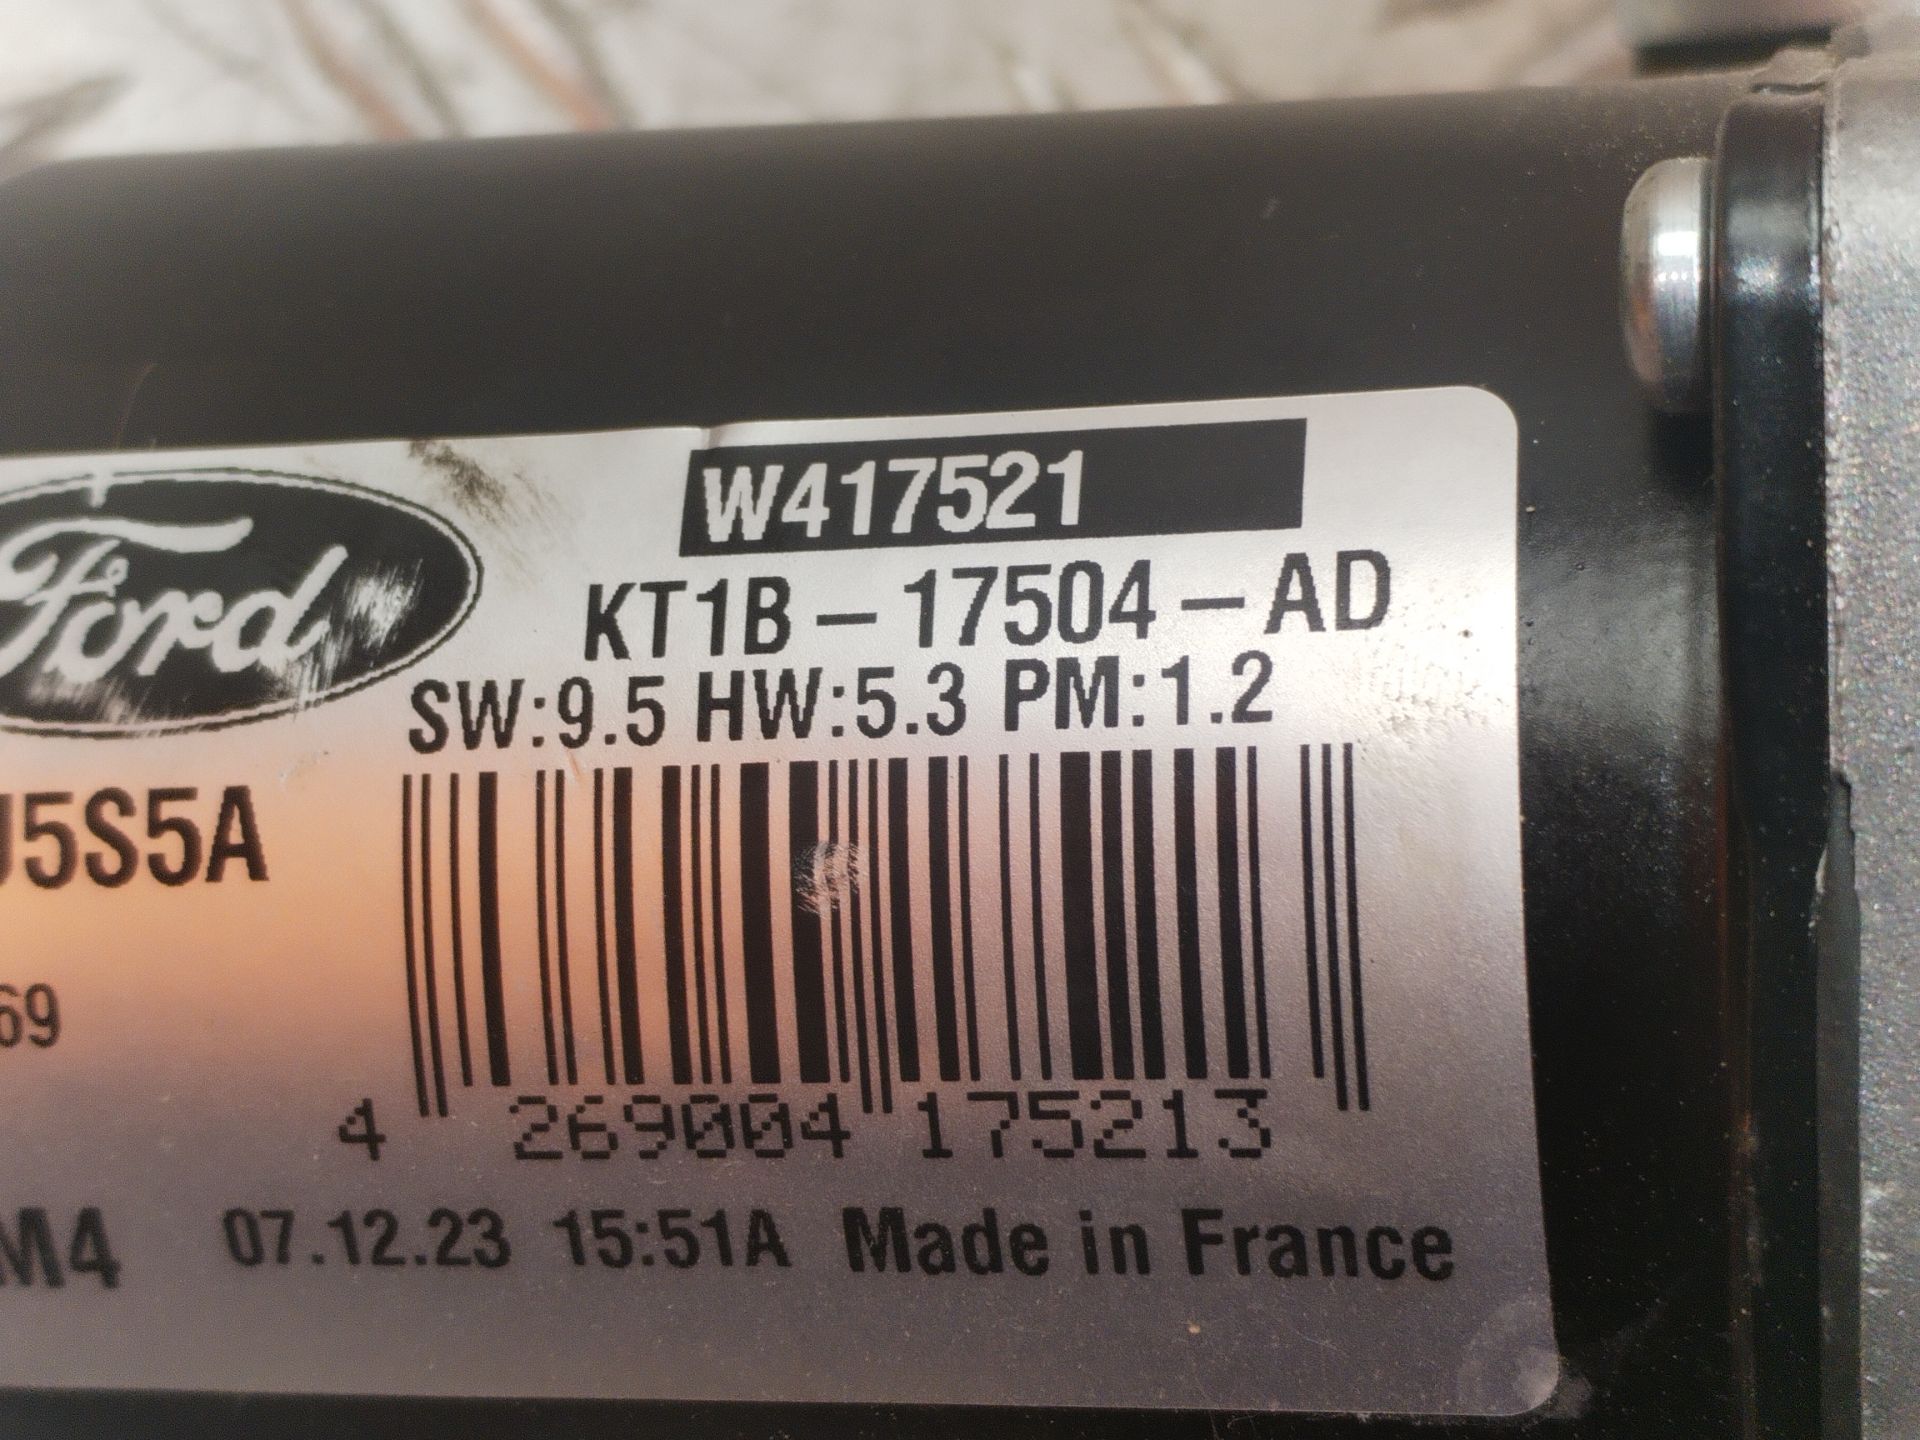 Ford
W417521
KT1B-17504-AD
SW:9.5 HW:5.3 PM:1.2
U5S5A
69
4 269004 175213
M4 07.12.23 15:51A Made in France